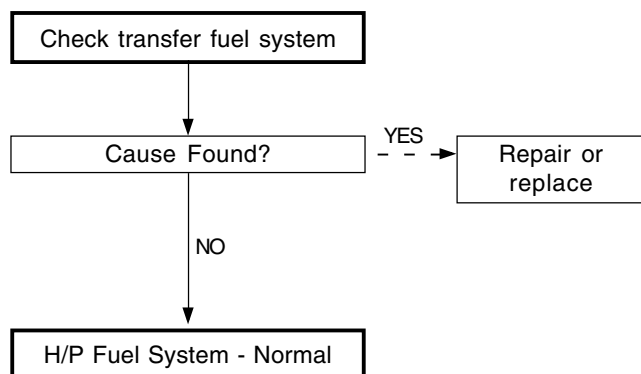 Check transfer fuel system
Cause Found?
YES
Repair or
replace
NO
H/P Fuel System - Normal